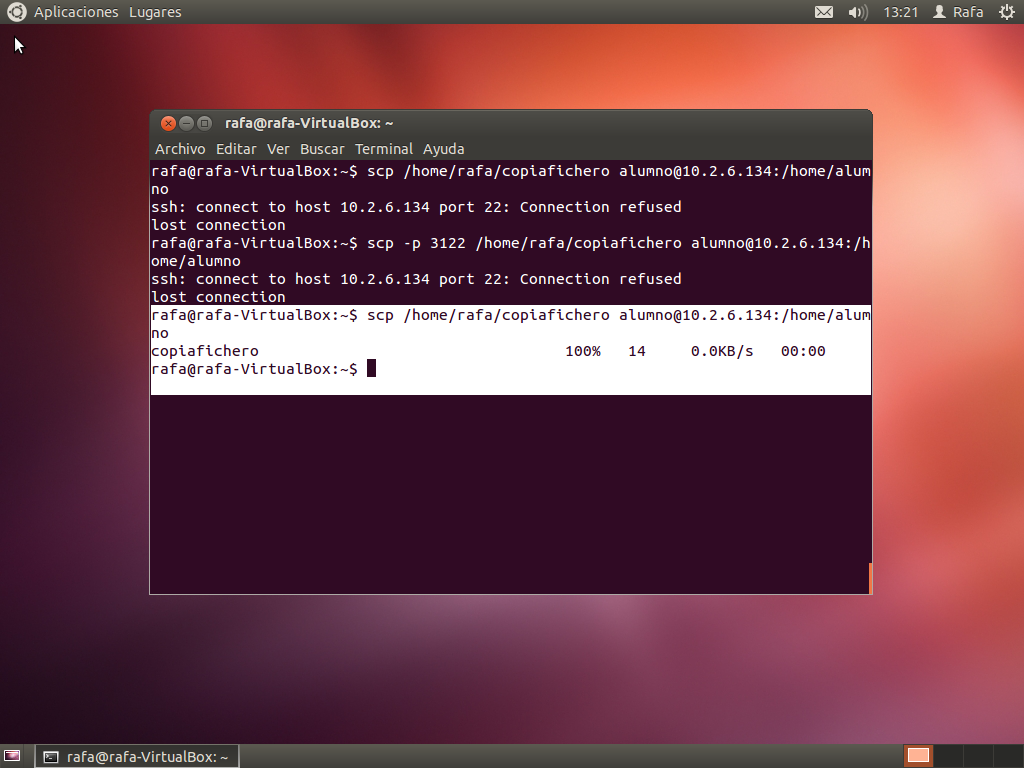 Aplicaciones Lugares 13:21 Rafa
rafa@rafa-VirtualBox: ~
Archivo Editar Ver Buscar Terminal Ayuda
rafa@rafa-VirtualBox:~$ scp /home/rafa/copiafichero alumno@10.2.6.134:/home/alum
no
ssh: connect to host 10.2.6.134 port 22: Connection refused
lost connection
rafa@rafa-VirtualBox:~$ scp -p 3122 /home/rafa/copiafichero alumno@10.2.6.134:/h
ome/alumno
ssh: connect to host 10.2.6.134 port 22: Connection refused
lost connection
rafa@rafa-VirtualBox:~$ scp /home/rafa/copiafichero alumno@10.2.6.134:/home/alum
no
copiafichero 100% 14 0.0KB/s 00:00
rafa@rafa-VirtualBox:~$
rafa@rafa-VirtualBox: ~